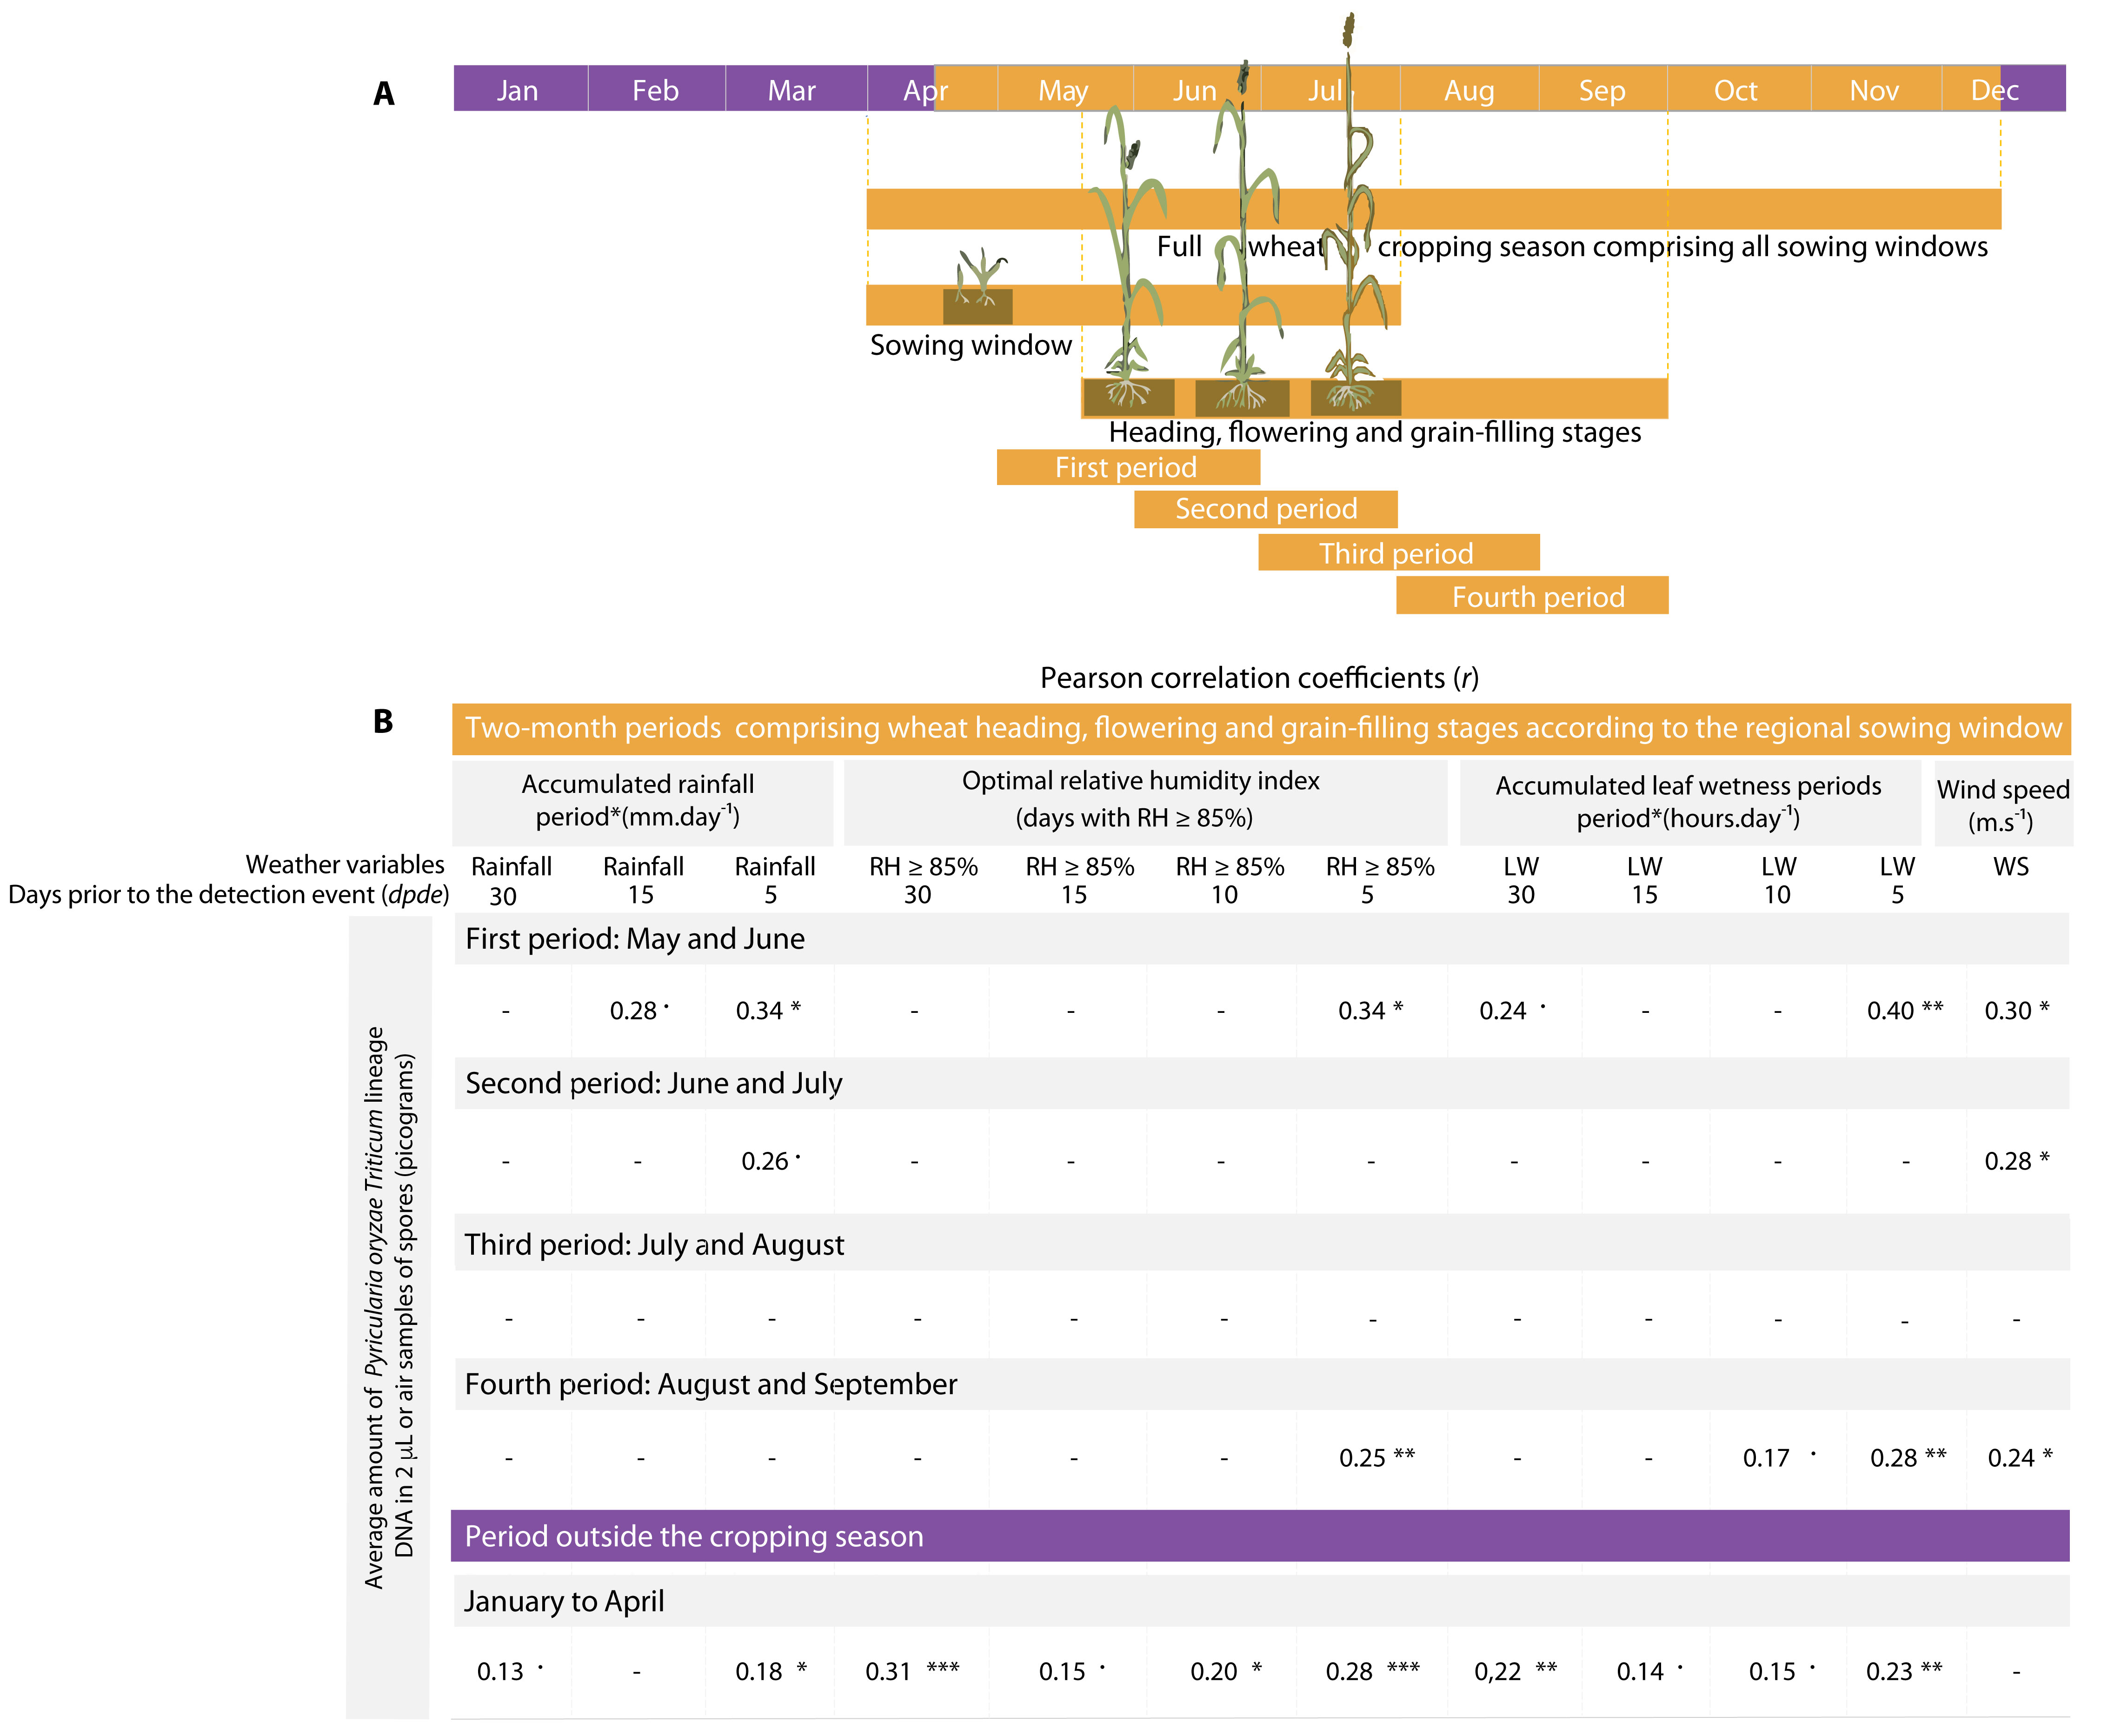 A
Jan Feb Mar Apr May Jun Jul Aug Sep Oct Nov Dec
Full wheat cropping season comprising all sowing windows
Sowing window
Heading, flowering and grain-filling stages
First period
Second period
Third period
Fourth period
Pearson correlation coefficients (r)
B
Two-month periods comprising wheat heading, flowering and grain-filling stages according to the regional sowing window
Accumulated rainfall
period*(mm.day⁻¹)
Optimal relative humidity index
(days with RH ≥ 85%)
Accumulated leaf wetness periods
period*(hours.day⁻¹)
Wind speed
(m.s⁻¹)
Weather variables Rainfall Rainfall Rainfall RH ≥ 85% RH ≥ 85% RH ≥ 85% RH ≥ 85% LW LW LW LW WS
Days prior to the detection event (dpde) 30 15 5 30 15 10 5 30 15 10 5
Average amount of Pyricularia oryzae Triticum lineage
DNA in 2 µL or air samples of spores (picograms)
First period: May and June
- 0.28 · 0.34 * - - - 0.34 * 0.24 · - - 0.40 ** 0.30 *
Second period: June and July
- - 0.26 · - - - - - - - - 0.28 *
Third period: July and August
- - - - - - - - - - - -
Fourth period: August and September
- - - - - - 0.25 ** - - 0.17 · 0.28 ** 0.24 *
Period outside the cropping season
January to April
0.13 · - 0.18 * 0.31 *** 0.15 · 0.20 * 0.28 *** 0,22 ** 0.14 · 0.15 · 0.23 ** -